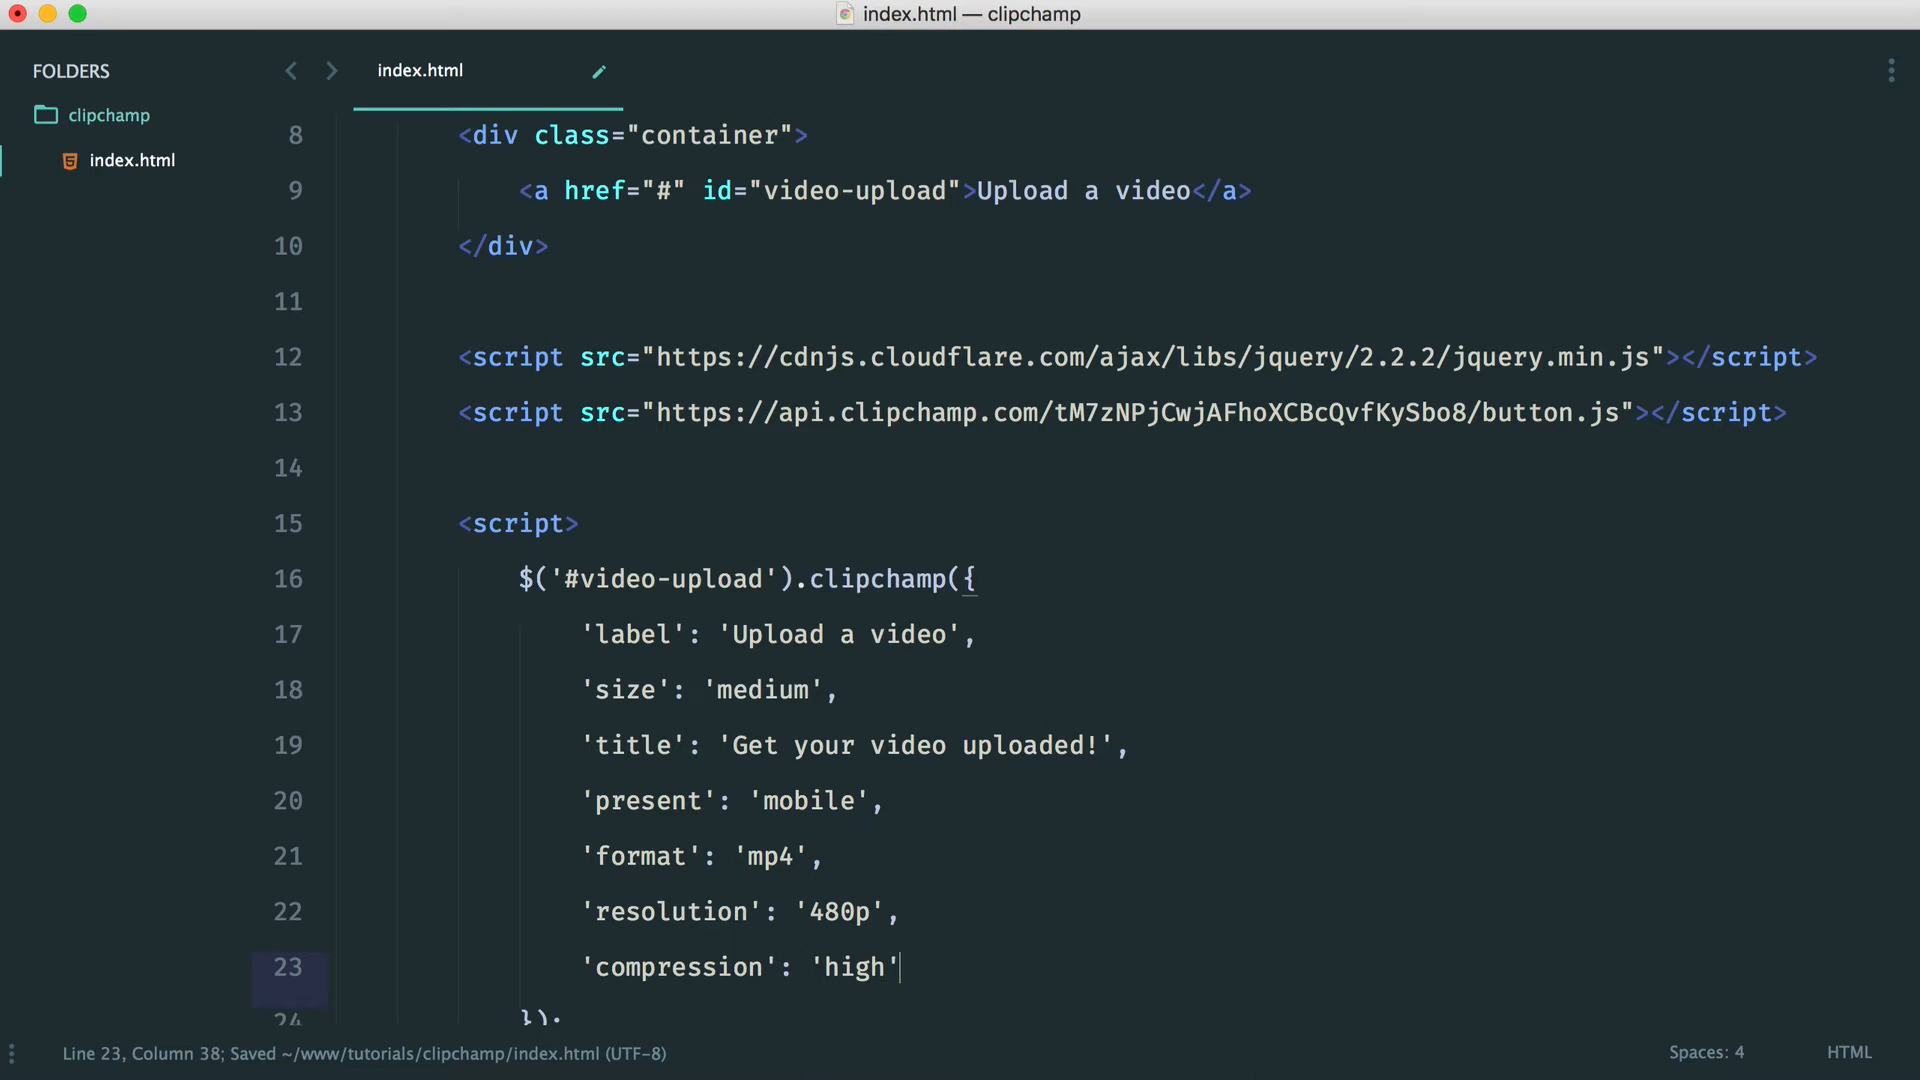 index.html — clipchamp
FOLDERS
clipchamp
index.html
index.html
8 <div class="container">
9 <a href="#" id="video-upload">Upload a video</a>
10 </div>
11
12 <script src="https://cdnjs.cloudflare.com/ajax/libs/jquery/2.2.2/jquery.min.js"></script>
13 <script src="https://api.clipchamp.com/tM7zNPjCwjAFhoXCBcQvfKySbo8/button.js"></script>
14
15 <script>
16 $('#video-upload').clipchamp({
17 'label': 'Upload a video',
18 'size': 'medium',
19 'title': 'Get your video uploaded!',
20 'present': 'mobile',
21 'format': 'mp4',
22 'resolution': '480p',
23 'compression': 'high'
24 });
Line 23, Column 38; Saved ~/www/tutorials/clipchamp/index.html (UTF-8)
Spaces: 4
HTML